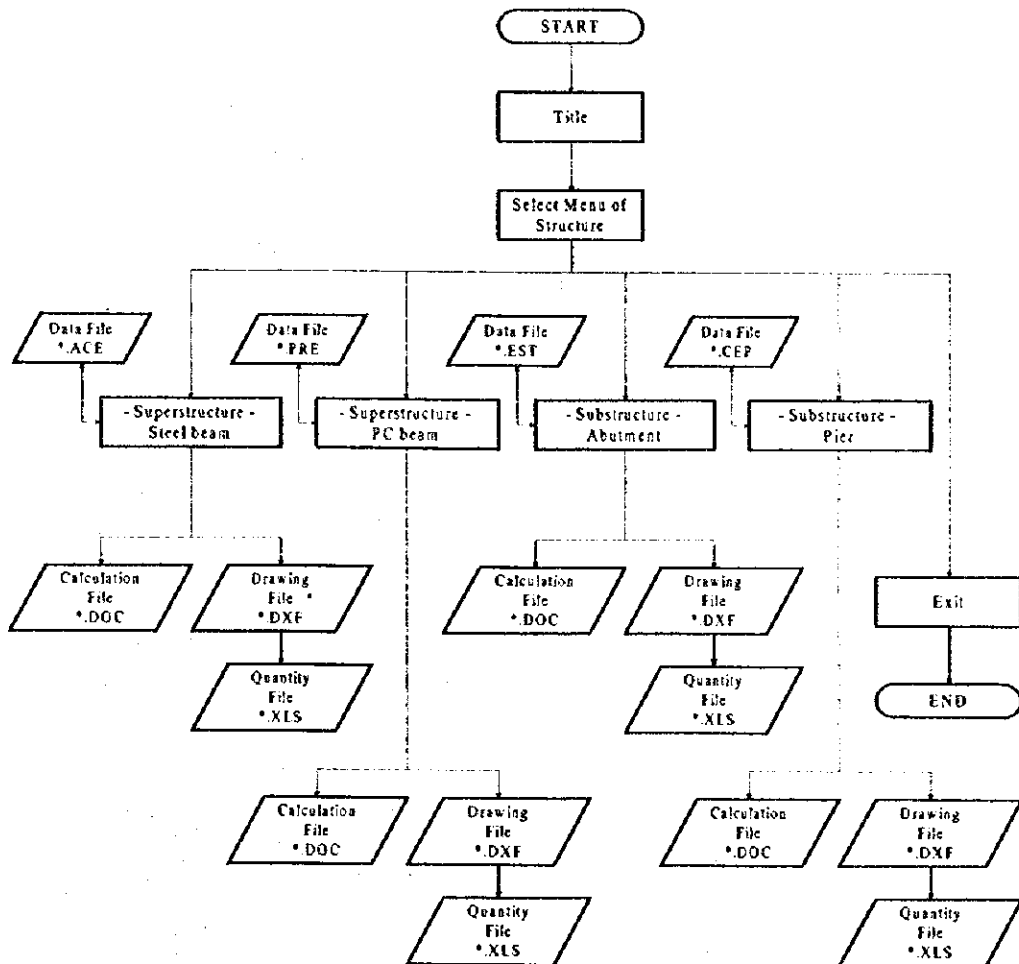 START
Title
Select Menu of
Structure
Data File
*.ACE
Data File
*.PRE
Data File
*.EST
Data File
*.CEP
- Superstructure -
Steel beam
- Superstructure -
PC beam
- Substructure -
Abutment
- Substructure -
Pier
Calculation
File
*.DOC
Drawing
File *
*.DXF
Calculation
File
*.DOC
Drawing
File
*.DXF
Exit
Quantity
File
*.XLS
Quantity
File
*.XLS
END
Calculation
File
*.DOC
Drawing
File
*.DXF
Calculation
File
*.DOC
Drawing
File
*.DXF
Quantity
File
*.XLS
Quantity
File
*.XLS